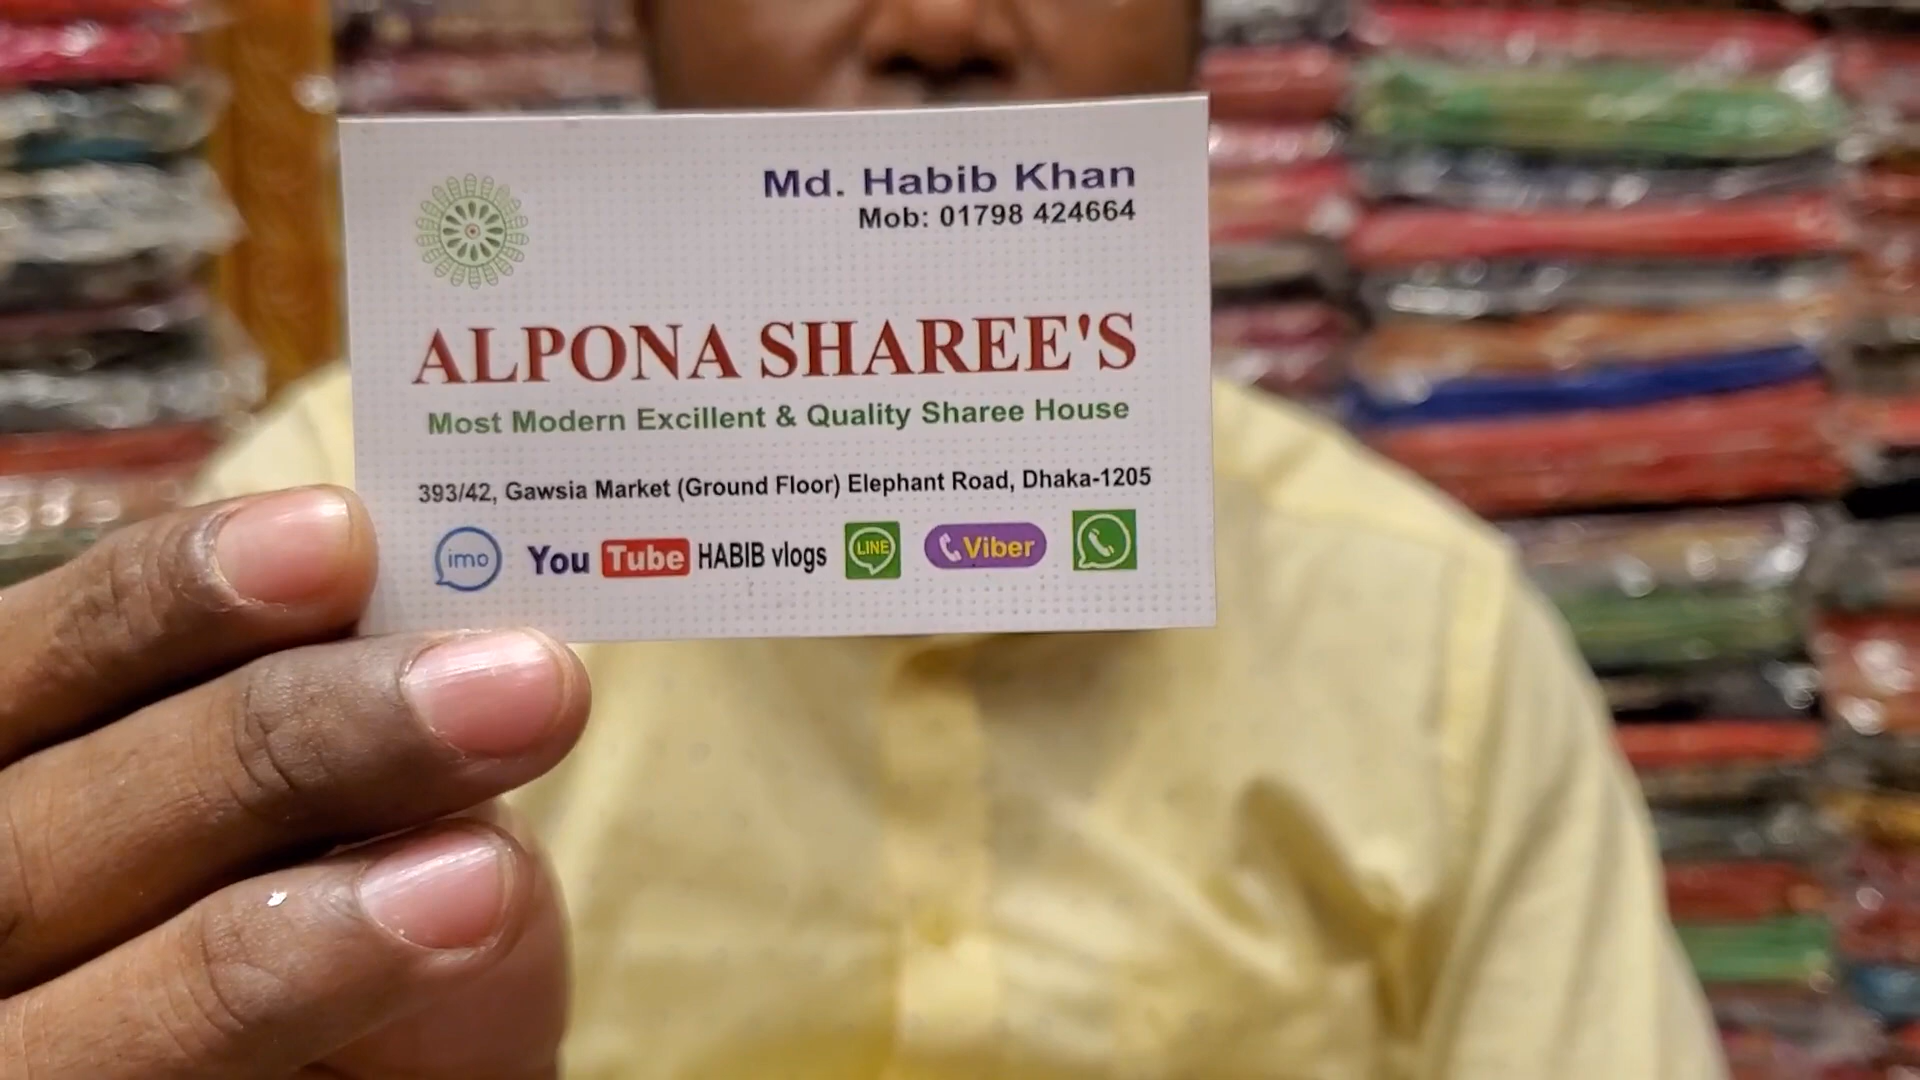 Md. Habib Khan
Mob: 01798 424664
ALPONA SHAREE'S
Most Modern Excillent & Quality Sharee House
393/42, Gawsia Market (Ground Floor) Elephant Road, Dhaka-1205
imo You Tube HABIB vlogs LINE Viber